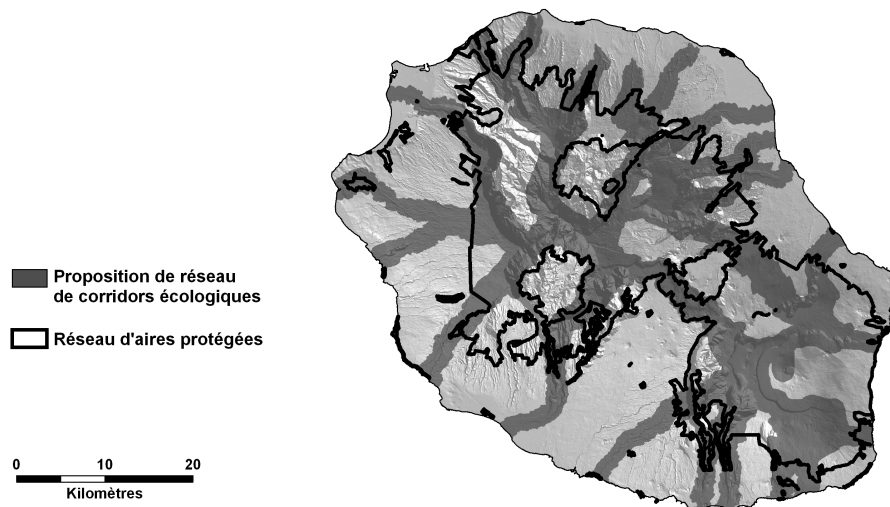 Proposition de réseau
de corridors écologiques
Réseau d'aires protégées
0 10 20
Kilomètres